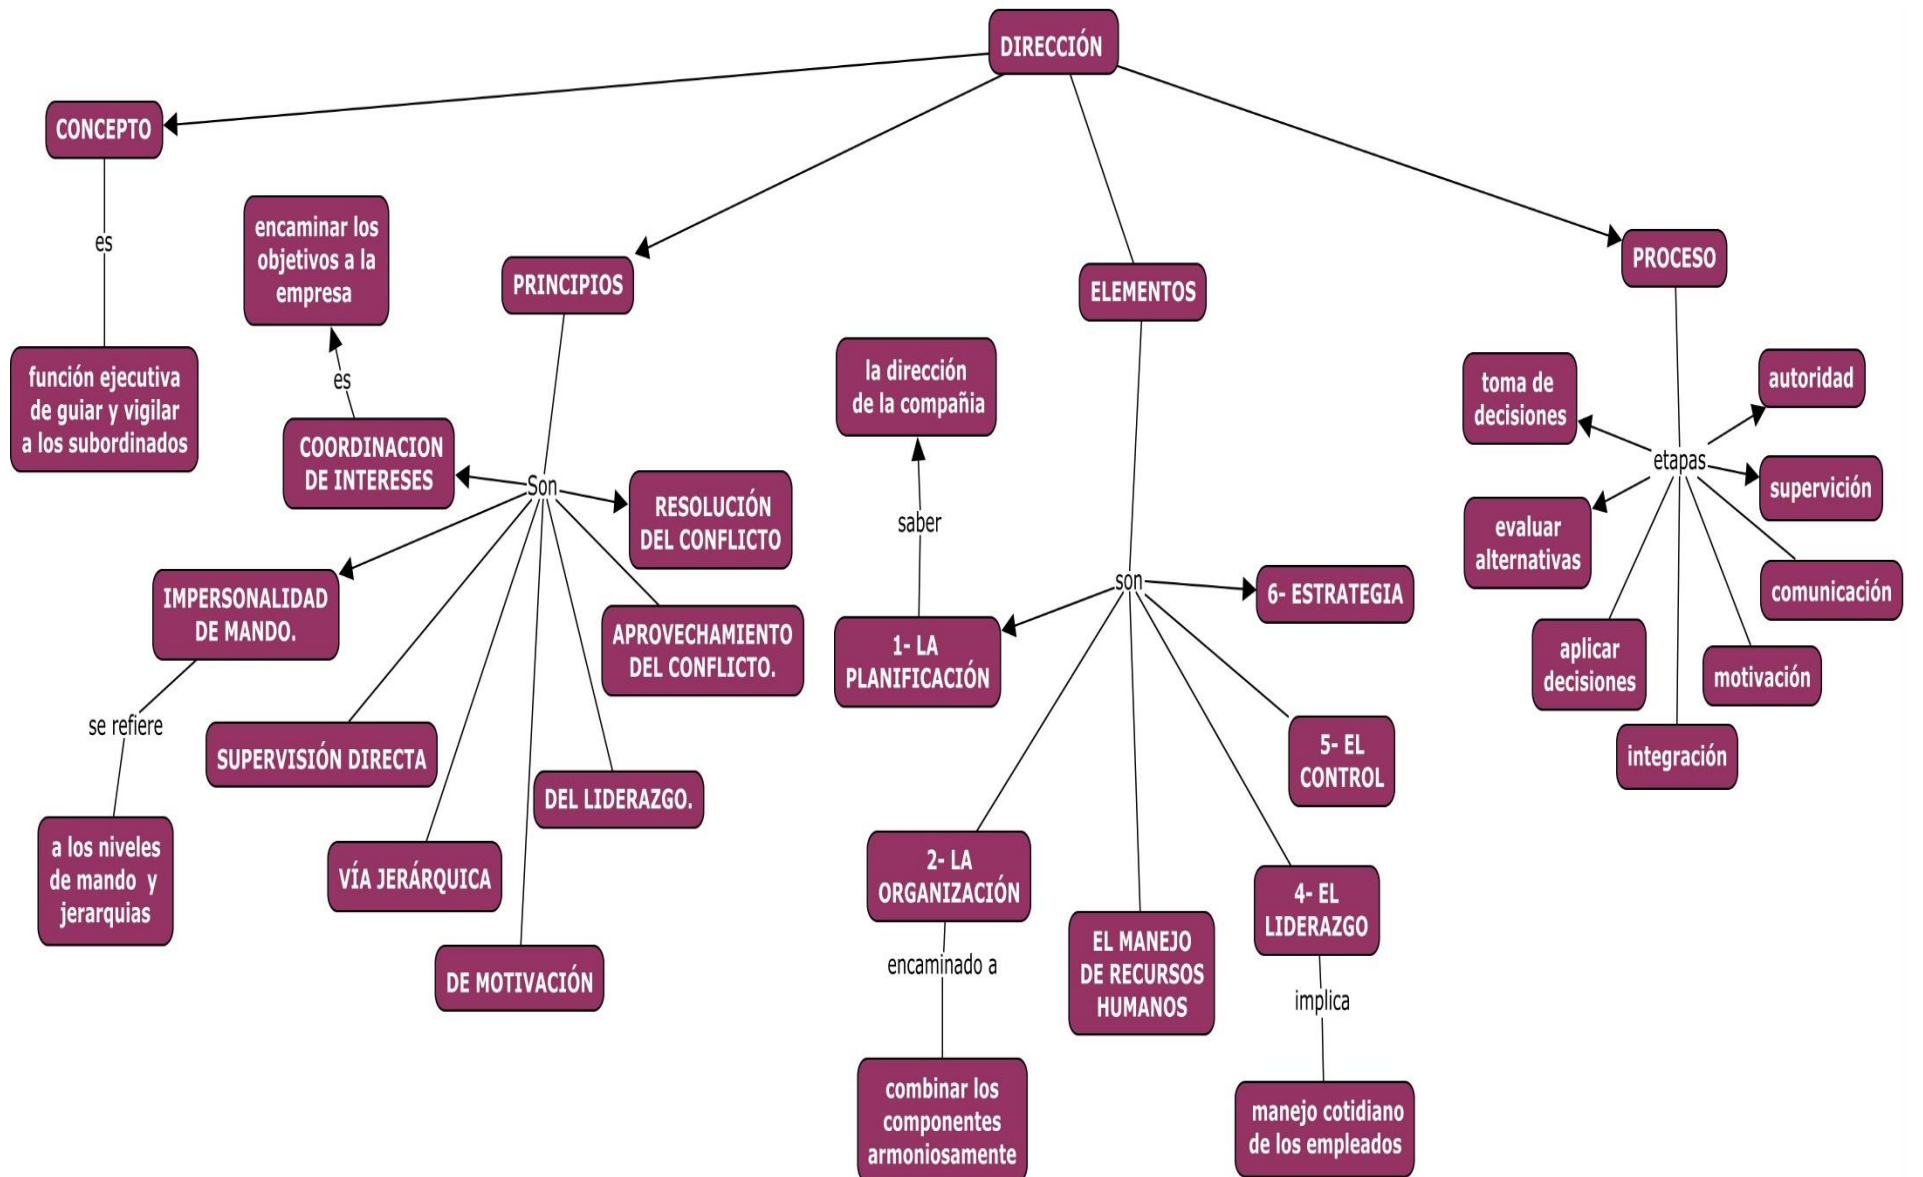 DIRECCIÓN
CONCEPTO
es
función ejecutiva
de guiar y vigilar
a los subordinados
encaminar los
objetivos a la
empresa
es
COORDINACION
DE INTERESES
PRINCIPIOS
Son
RESOLUCIÓN
DEL CONFLICTO
IMPERSONALIDAD
DE MANDO.
se refiere
a los niveles
de mando y
jerarquias
SUPERVISIÓN DIRECTA
VÍA JERÁRQUICA
DE MOTIVACIÓN
DEL LIDERAZGO.
APROVECHAMIENTO
DEL CONFLICTO.
ELEMENTOS
la dirección
de la compañia
saber
son
1- LA
PLANIFICACIÓN
6- ESTRATEGIA
5- EL
CONTROL
2- LA
ORGANIZACIÓN
encaminado a
combinar los
componentes
armoniosamente
EL MANEJO
DE RECURSOS
HUMANOS
4- EL
LIDERAZGO
implica
manejo cotidiano
de los empleados
PROCESO
etapas
toma de
decisiones
autoridad
evaluar
alternativas
supervición
aplicar
decisiones
comunicación
motivación
integración